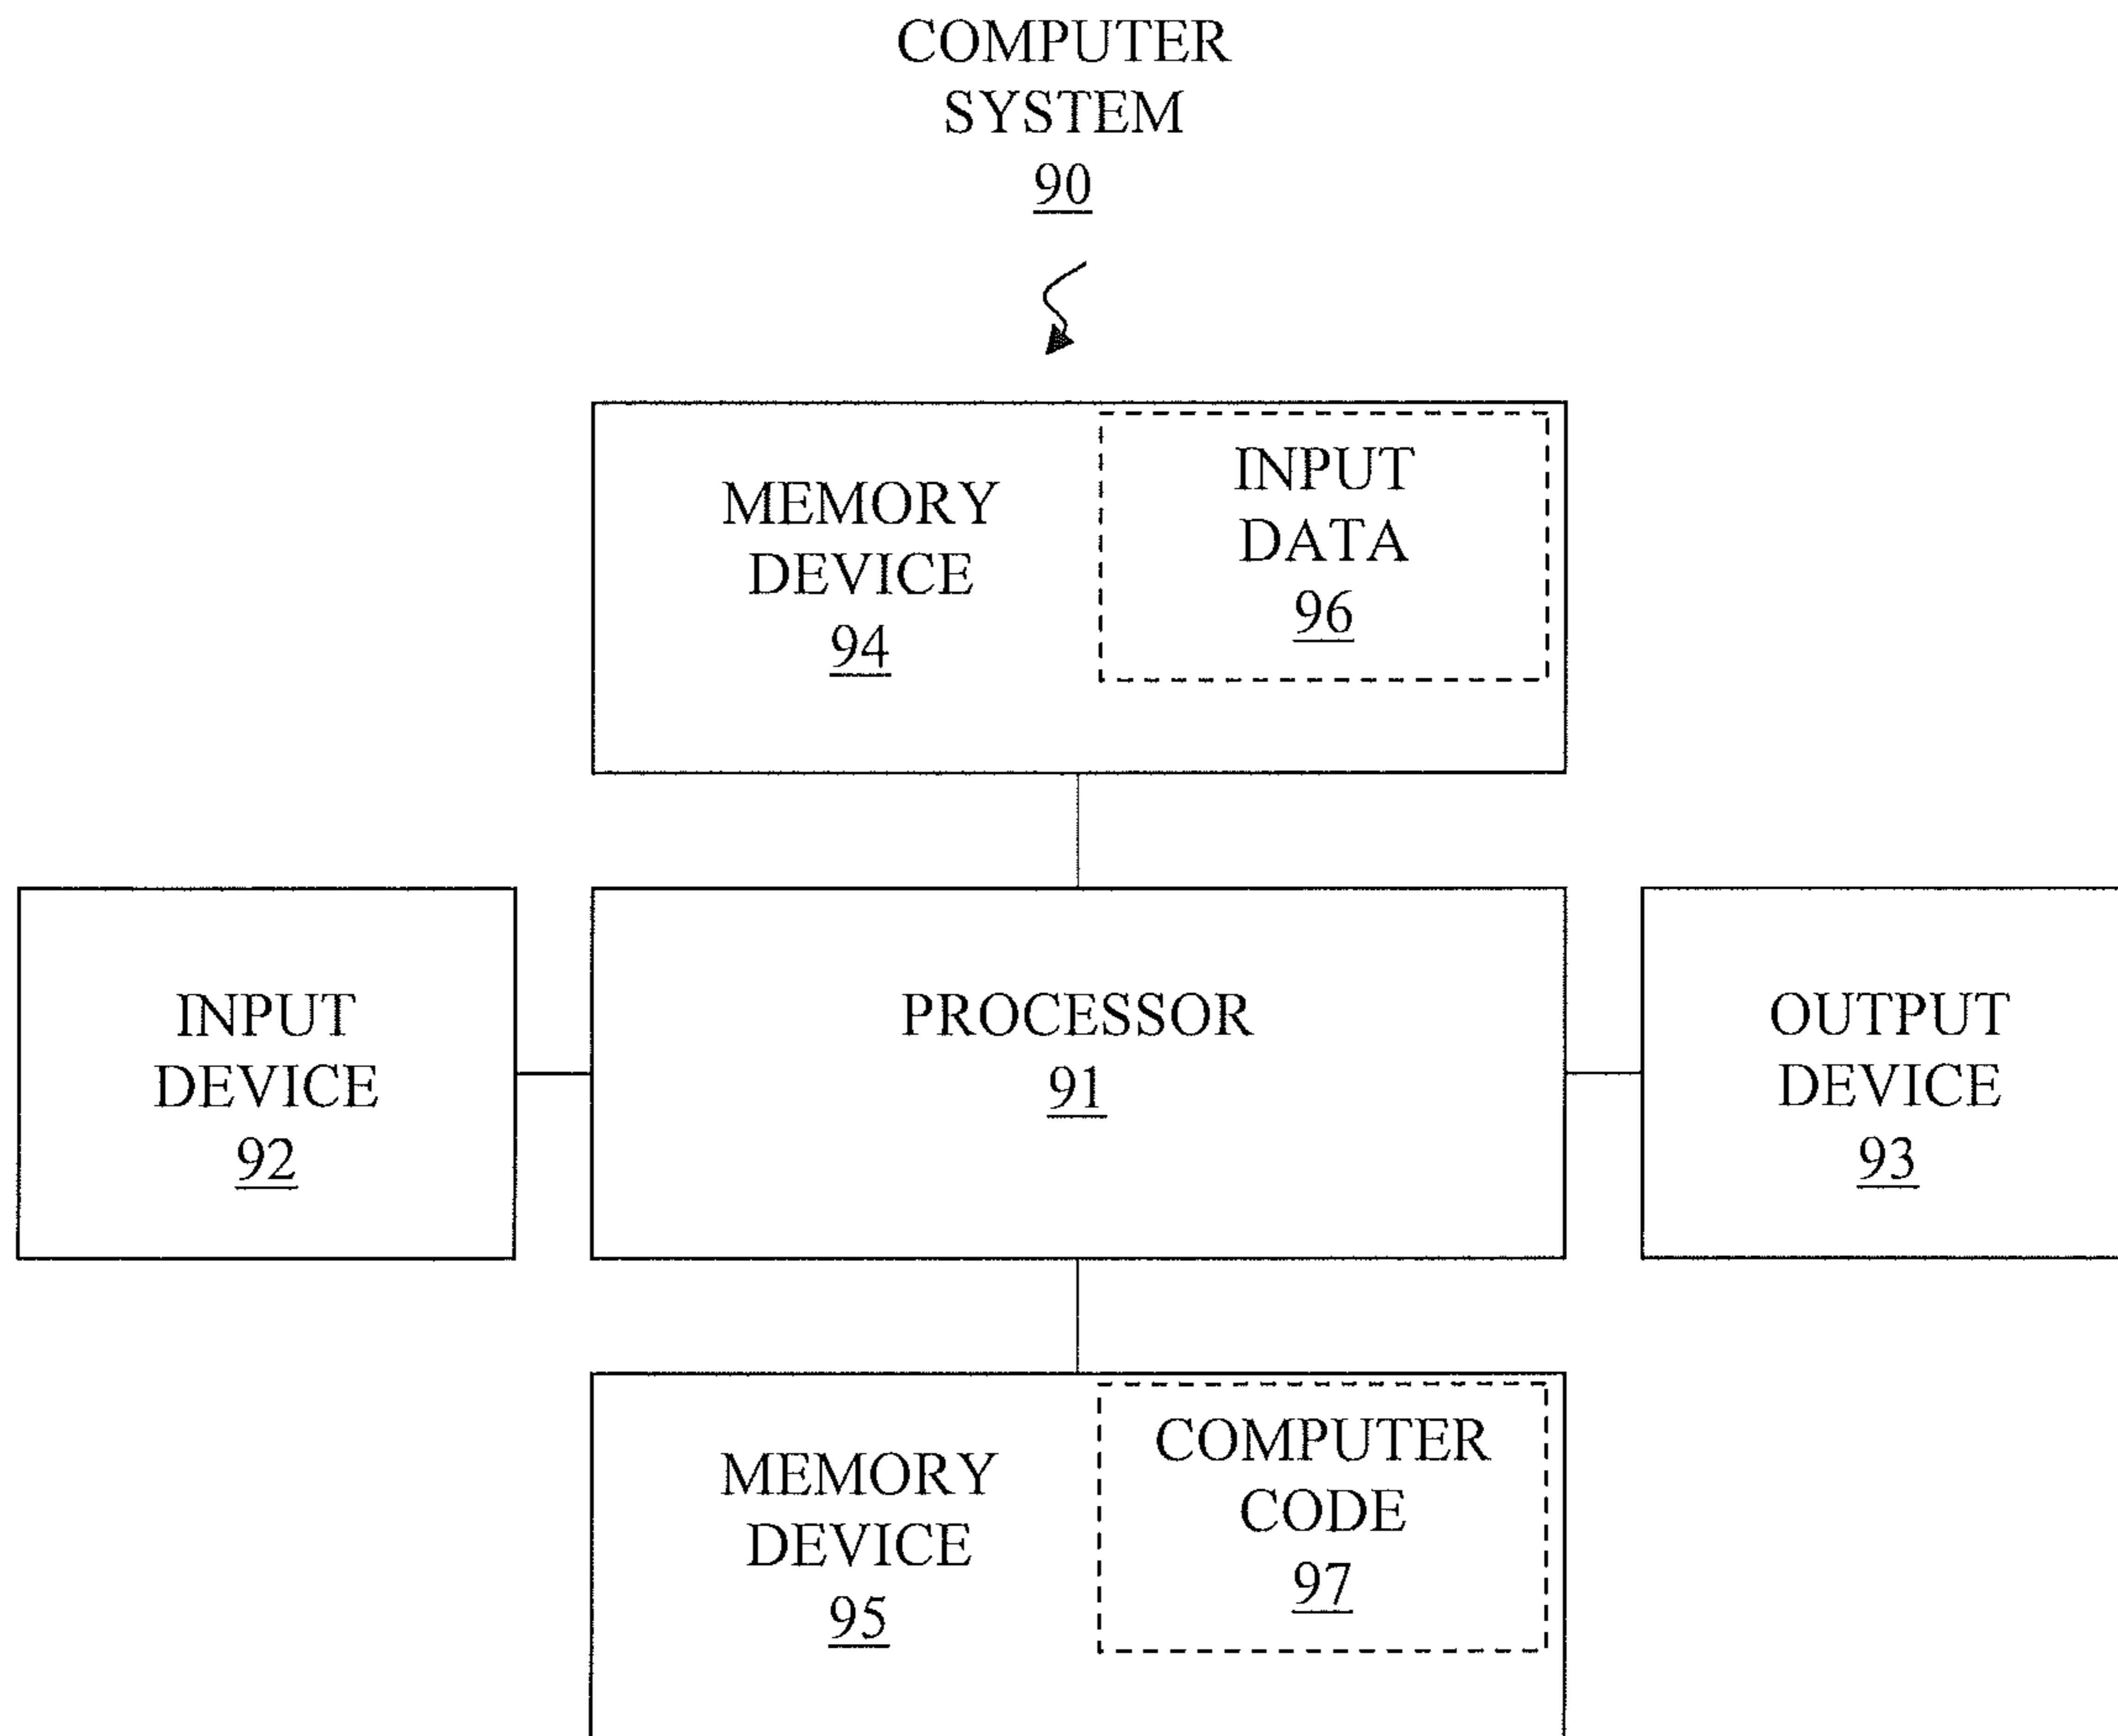 COMPUTER
SYSTEM
90
MEMORY
DEVICE
94
INPUT
DATA
96
INPUT
DEVICE
92
PROCESSOR
91
OUTPUT
DEVICE
93
MEMORY
DEVICE
95
COMPUTER
CODE
97